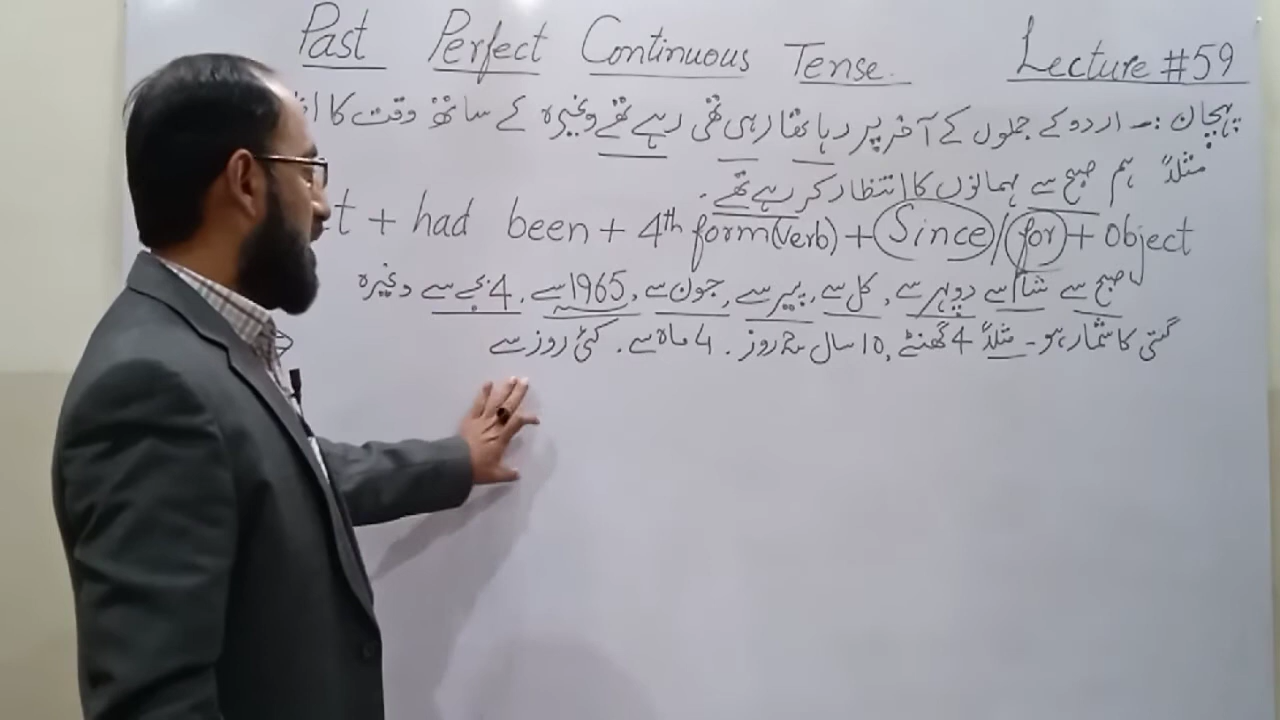 Past Perfect Continuous Tense. Lecture #59
پہچان :۔ اردو کے جملوں کے آخر پر رہا تھا رہی تھی رہے تھے وغیرہ کے ساتھ وقت کا
مثلاً ہم صبح سے مہمانوں کا انتظار کر رہے تھے ۔
t + had been + 4th form(Verb) + Since/for + Object
صبح سے شام سے دوپہر سے, کل سے, پیر سے, جون سے, 1965 سے, 4 بجے سے وغیرہ
گنتی کا شمار ہو۔ مثلاً 4 گھنٹے, 10 سال سے روز ۔ 4 ماہ سے ۔ کئی روز سے